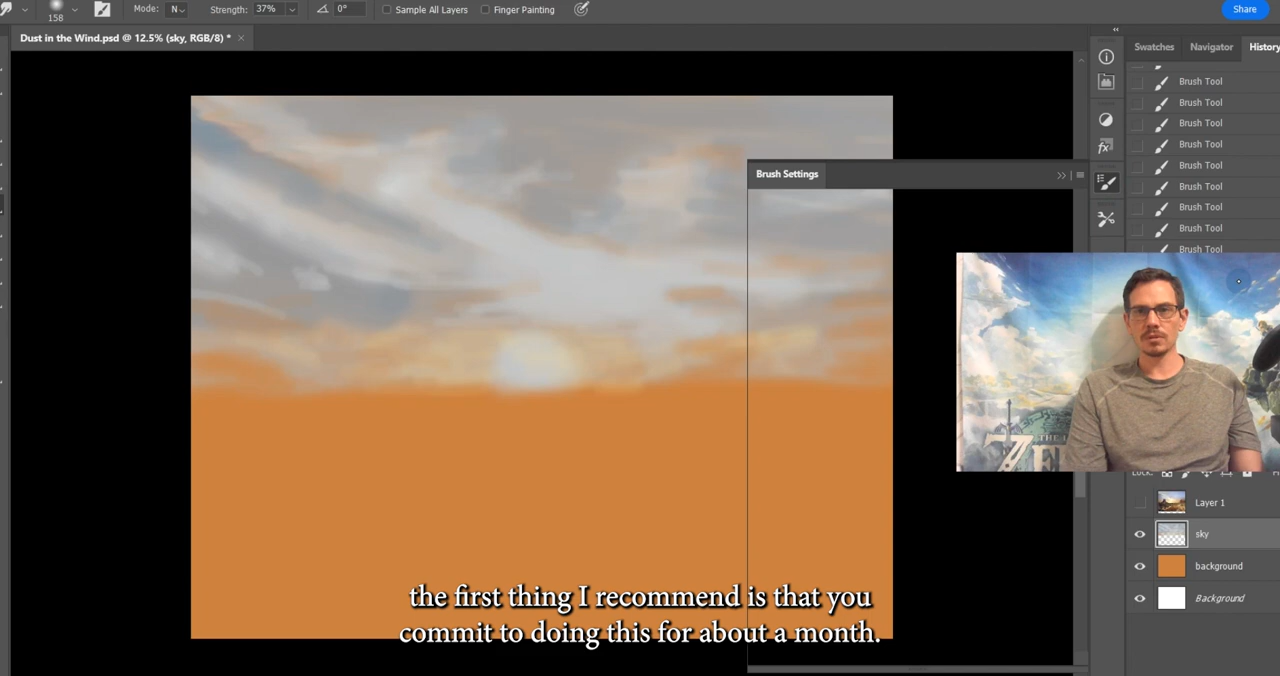 Mode: N
Strength: 37%
0°
Sample All Layers
Finger Painting
Share
158
Dust in the Wind.psd @ 12.5% (sky, RGB/8) *
Swatches
Navigator
History
Brush Tool
Brush Tool
Brush Tool
Brush Tool
Brush Tool
Brush Tool
Brush Tool
Brush Tool
Brush Tool
Brush Settings
THE
Layer 1
sky
background
Background
the first thing I recommend is that you
commit to doing this for about a month.